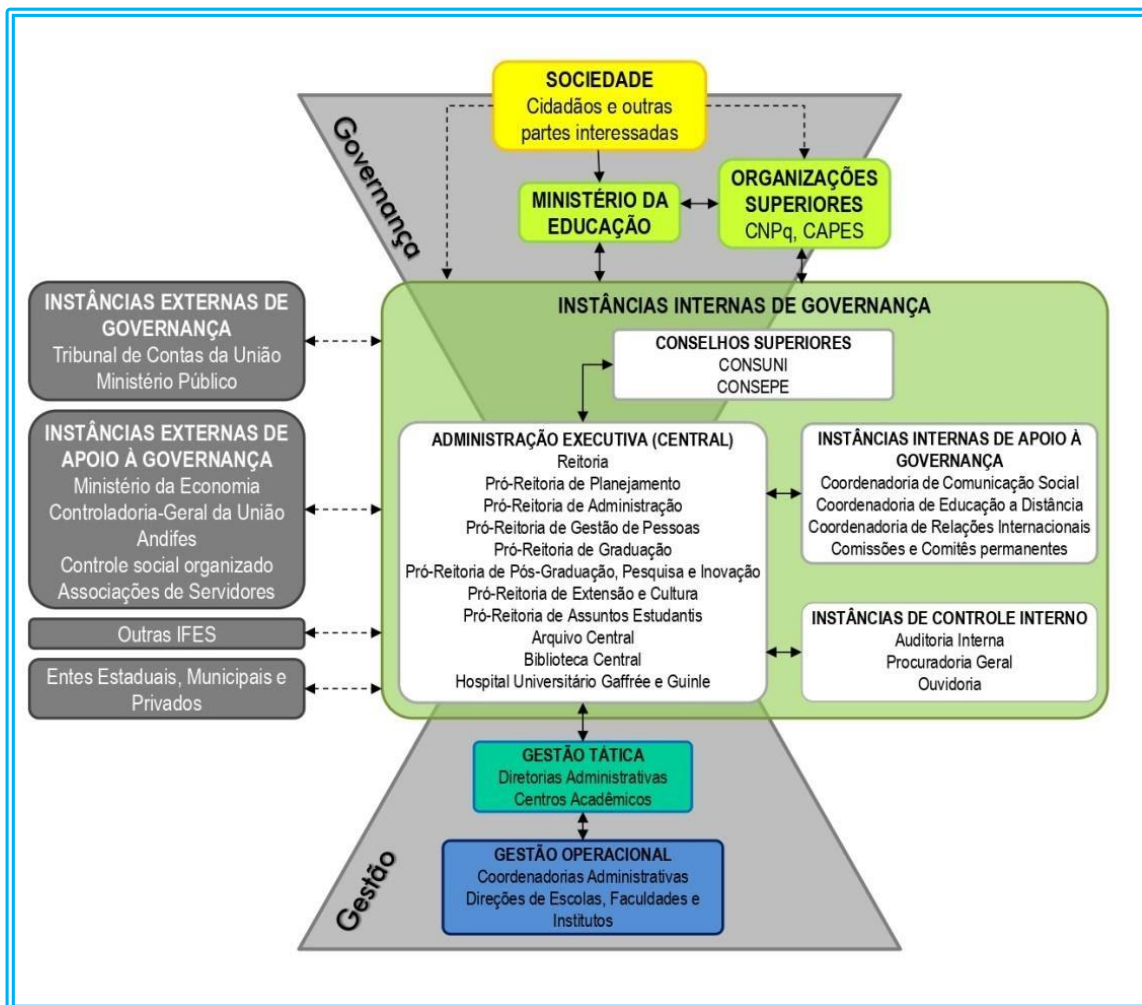 SOCIEDADE
Cidadãos e outras
partes interessadas
Governança
MINISTÉRIO DA
EDUCAÇÃO
ORGANIZAÇÕES
SUPERIORES
CNPq, CAPES
INSTÂNCIAS EXTERNAS DE
GOVERNANÇA
Tribunal de Contas da União
Ministério Público
INSTÂNCIAS EXTERNAS DE
APOIO À GOVERNANÇA
Ministério da Economia
Controladoria-Geral da União
Andifes
Controle social organizado
Associações de Servidores
Outras IFES
Entes Estaduais, Municipais e
Privados
INSTÂNCIAS INTERNAS DE GOVERNANÇA
CONSELHOS SUPERIORES
CONSUNI
CONSEPE
ADMINISTRAÇÃO EXECUTIVA (CENTRAL)
Reitoria
Pró-Reitoria de Planejamento
Pró-Reitoria de Administração
Pró-Reitoria de Gestão de Pessoas
Pró-Reitoria de Graduação
Pró-Reitoria de Pós-Graduação, Pesquisa e Inovação
Pró-Reitoria de Extensão e Cultura
Pró-Reitoria de Assuntos Estudantis
Arquivo Central
Biblioteca Central
Hospital Universitário Gaffrée e Guinle
INSTÂNCIAS INTERNAS DE APOIO À
GOVERNANÇA
Coordenadoria de Comunicação Social
Coordenadoria de Educação a Distância
Coordenadoria de Relações Internacionais
Comissões e Comitês permanentes
INSTÂNCIAS DE CONTROLE INTERNO
Auditoria Interna
Procuradoria Geral
Ouvidoria
GESTÃO TÁTICA
Diretorias Administrativas
Centros Acadêmicos
GESTÃO OPERACIONAL
Coordenadorias Administrativas
Direções de Escolas, Faculdades e
Institutos
Gestão